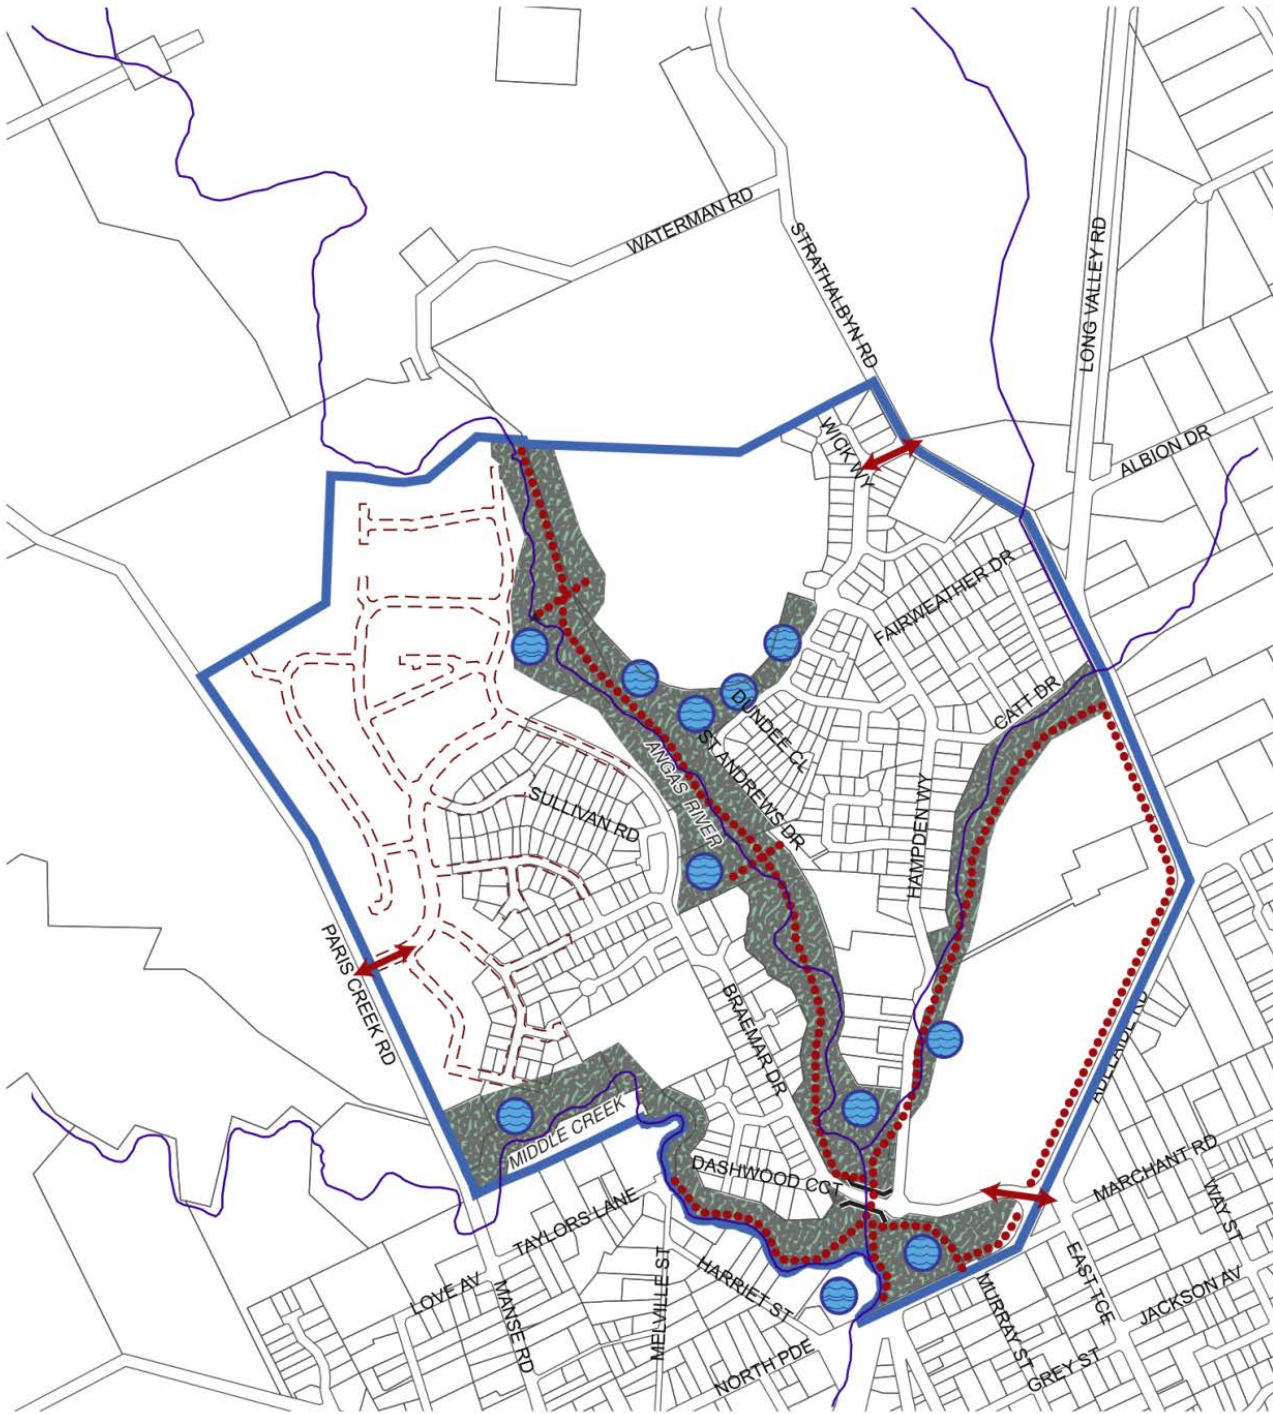 WATERMAN RD
STRATHALBYN RD
LONG VALLEY RD
WICK WY
ALBION DR
FAIRWEATHER DR
CATT DR
DUNDEE CL
ST ANDREWS DR
ANGAS RIVER
SULLIVAN RD
HAMPDEN WY
PARIS CREEK RD
BRAEMAR DR
ADELAIDE RD
MIDDLE CREEK
DASHWOOD CCT
MARCHANT RD
TAYLORS LANE
WAY ST
LOVE AV
MANSE RD
MELVILLE ST
HARRIET ST
EAST TCE
JACKSON AV
MURRAY ST
NORTH PDE
GREY ST